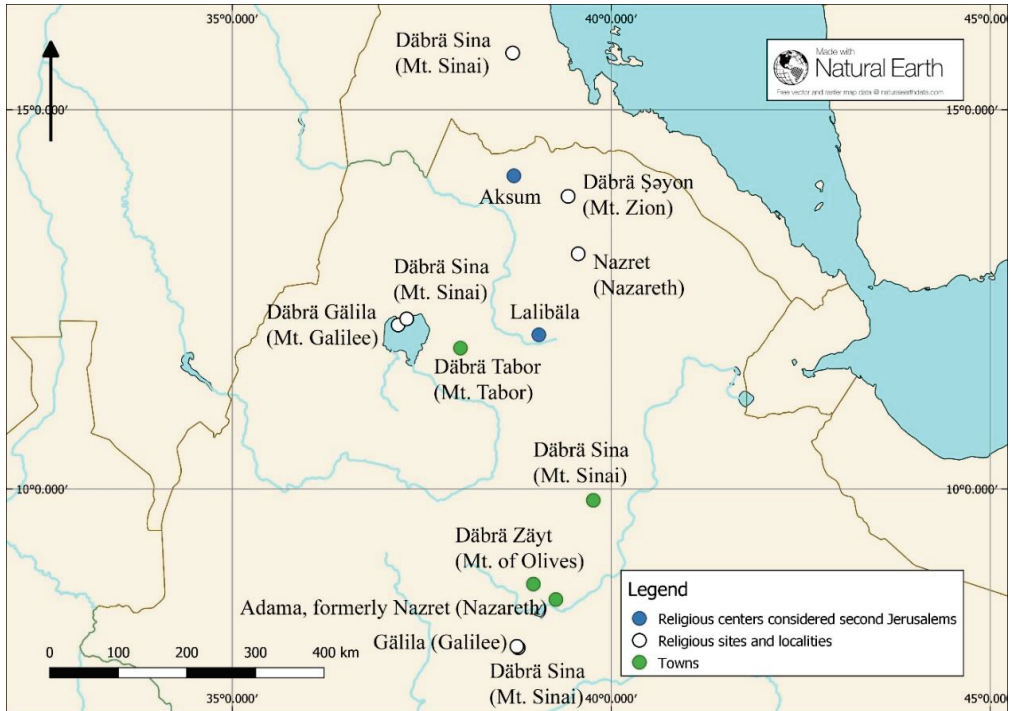 35°0.000′
40°0.000′
45°0.000′
Däbrä Sina
(Mt. Sinai)
Made with
Natural Earth
Free vector and raster map data @ naturalearthdata.com
15°0.000′
15°0.000′
Aksum
Däbrä Ṣəyon
(Mt. Zion)
Däbrä Sina
(Mt. Sinai)
Nazret
(Nazareth)
Däbrä Gälila
(Mt. Galilee)
Lalibäla
Däbrä Tabor
(Mt. Tabor)
Däbrä Sina
(Mt. Sinai)
10°0.000′
10°0.000′
Däbrä Zäyt
(Mt. of Olives)
Adama, formerly Nazret (Nazareth)
Gälila (Galilee)
Däbrä Sina
(Mt. Sinai)
Legend
Religious centers considered second Jerusalems
Religious sites and localities
Towns
0 100 200 300 400 km
35°0.000′
40°0.000′
45°0.000′